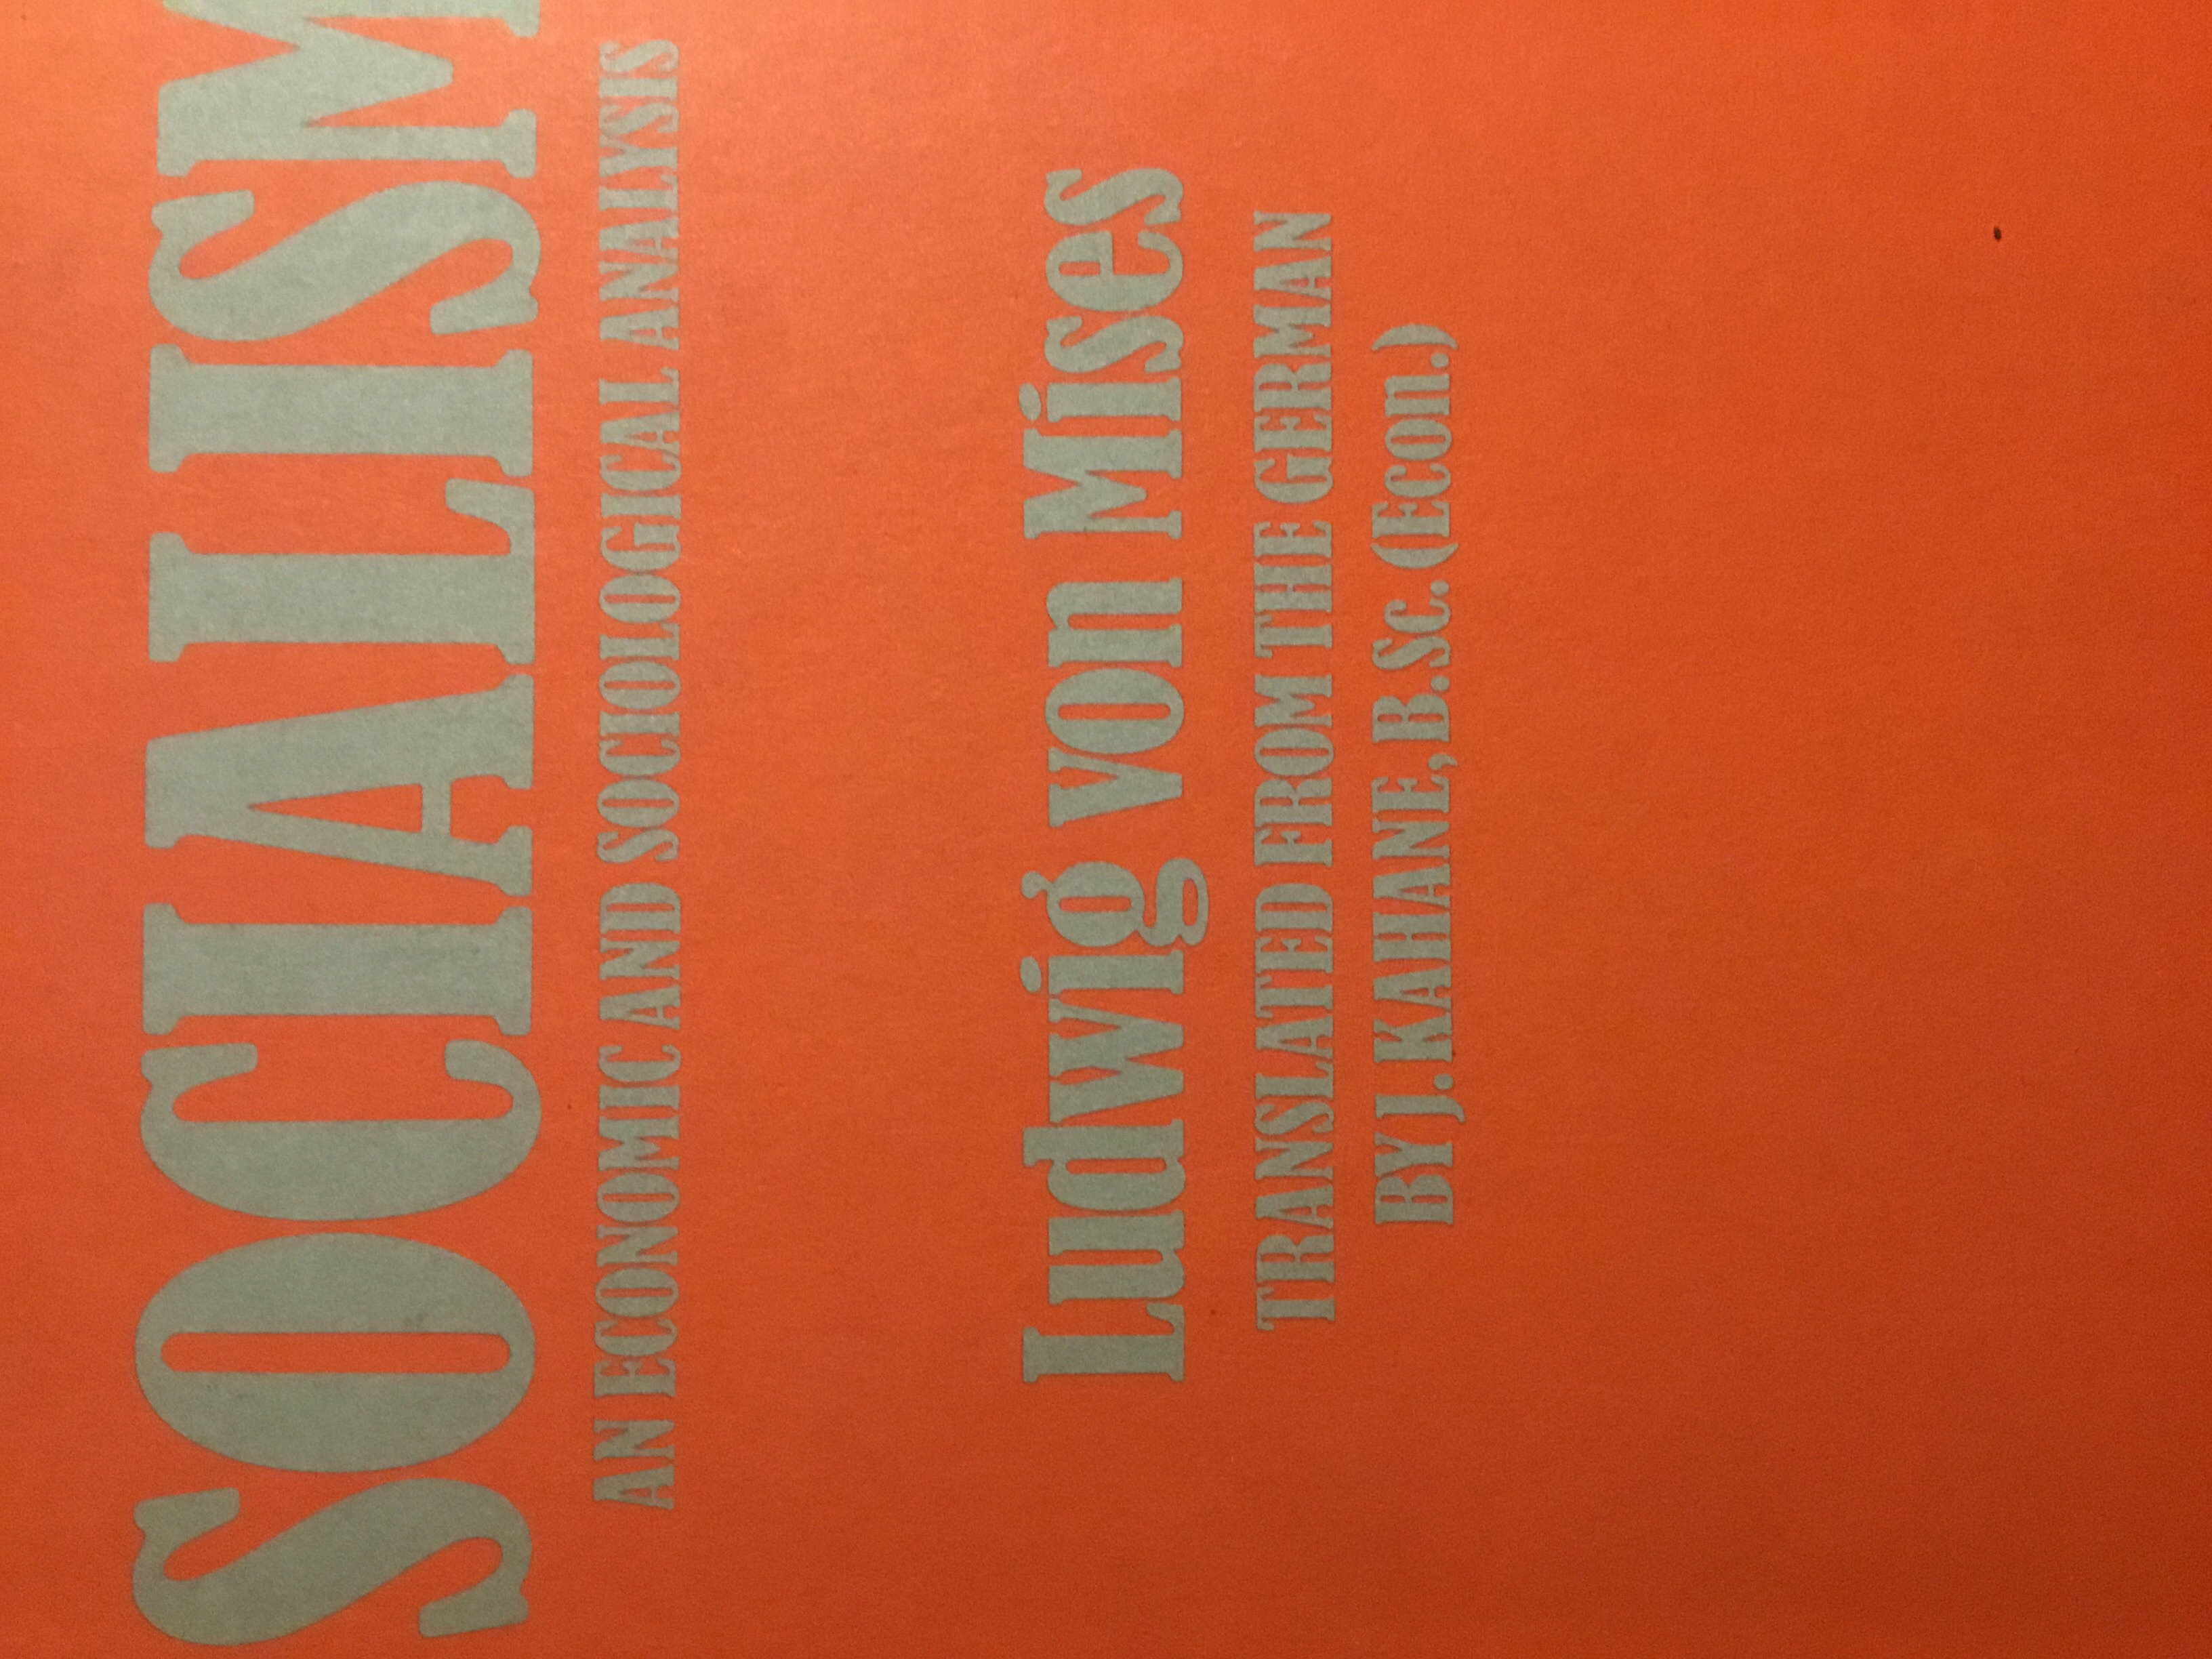 SOCIALISM
AN ECONOMIC AND SOCIOLOGICAL ANALYSIS
Ludwig von Mises
TRANSLATED FROM THE GERMAN
BY J. KAHANE, B.Sc. (Econ.)